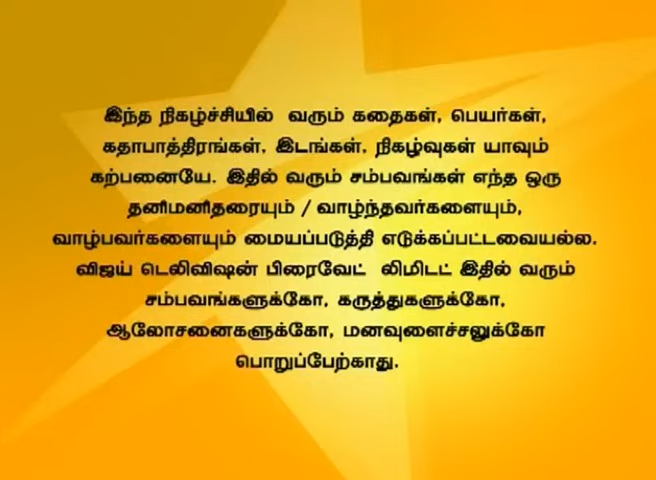 இந்த நிகழ்ச்சியில் வரும் கதைகள், பெயர்கள்,
கதாபாத்திரங்கள், இடங்கள், நிகழ்வுகள் யாவும்
கற்பனையே. இதில் வரும் சம்பவங்கள் எந்த ஒரு
தனிமனிதரையும் / வாழ்ந்தவர்களையும்,
வாழ்பவர்களையும் மையப்படுத்தி எடுக்கப்பட்டவையல்ல.
விஜய் டெலிவிஷன் பிரைவேட் லிமிடட் இதில் வரும்
சம்பவங்களுக்கோ, கருத்துகளுக்கோ,
ஆலோசனைகளுக்கோ, மனவுளைச்சலுக்கோ
பொறுப்பேற்காது.